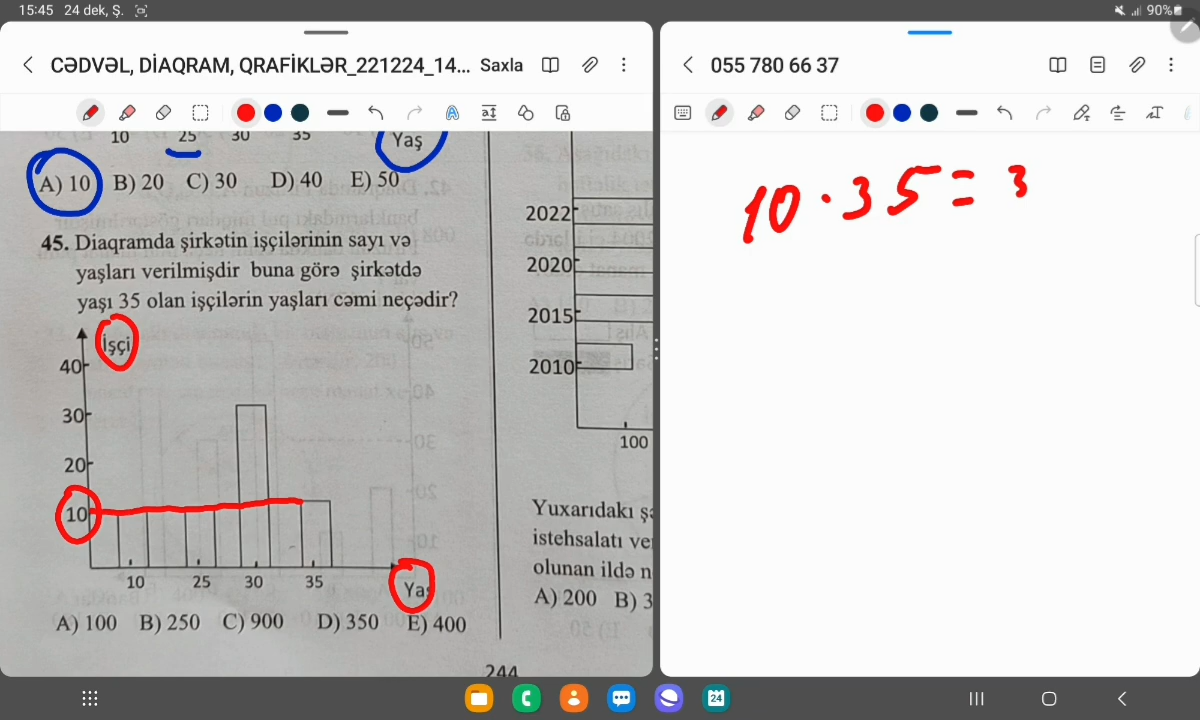 15:45 24 dek, Ş. 90%
CƏDVƏL, DİAQRAM, QRAFİKLƏR_221224_14... Saxla
10 25 30 35 Yaş
A) 10 B) 20 C) 30 D) 40 E) 50
45. Diaqramda şirkətin işçilərinin sayı və
yaşları verilmişdir buna görə şirkətdə
yaşı 35 olan işçilərin yaşları cəmi neçədir?
İşçi
40
30
20
10
10 25 30 35 Yaş
A) 100 B) 250 C) 900 D) 350 E) 400
244
2022
2020
2015
2010
100
Yuxarıdakı
istehsalatı
olunan ildə
A) 200 B) 3
055 780 66 37
10 · 35 = 3
24